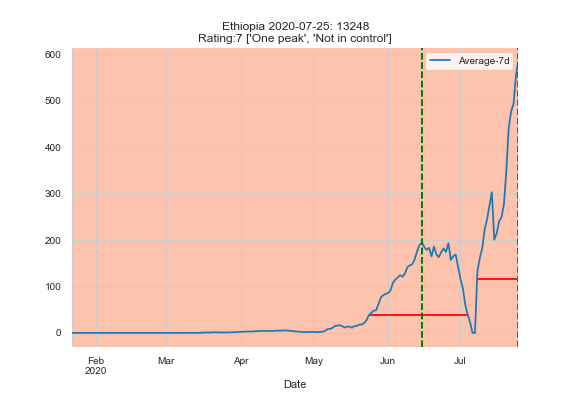 Ethiopia 2020-07-25: 13248
Rating:7 ['One peak', 'Not in control']
Average-7d
600
500
400
300
200
100
0
Feb Mar Apr May Jun Jul
2020
Date